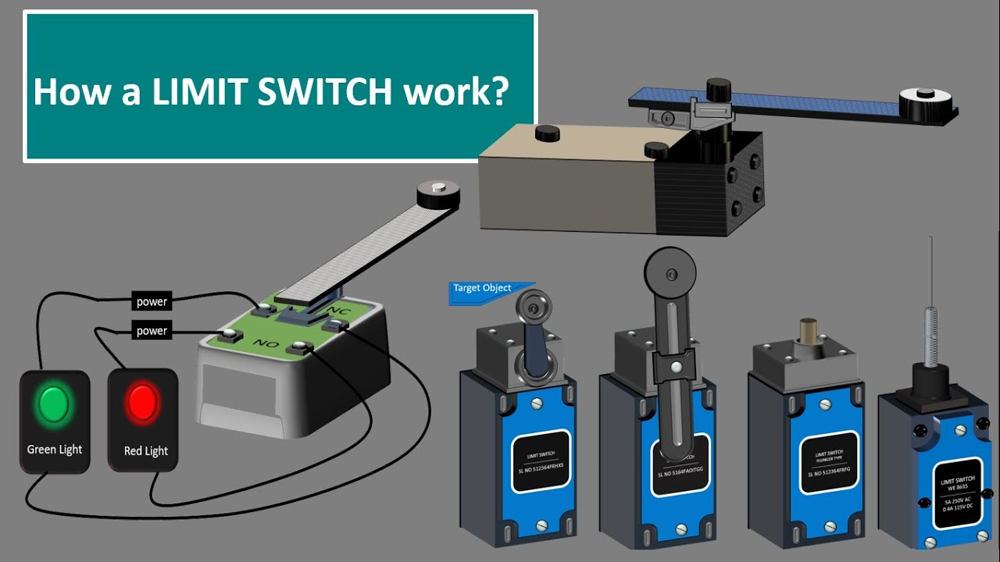 How a LIMIT SWITCH work?
Target Object
power
power
NC
NO
Green Light
Red Light
LIMIT SWITCH
SL NO 512364FRHXS
SL NO 5164FADITGG
LIMIT SWITCH
PLUNGER TYPE
SL NO 512364FRFG
LIMIT SWITCH
WE 8635
5A 250V AC
0.4A 115V DC